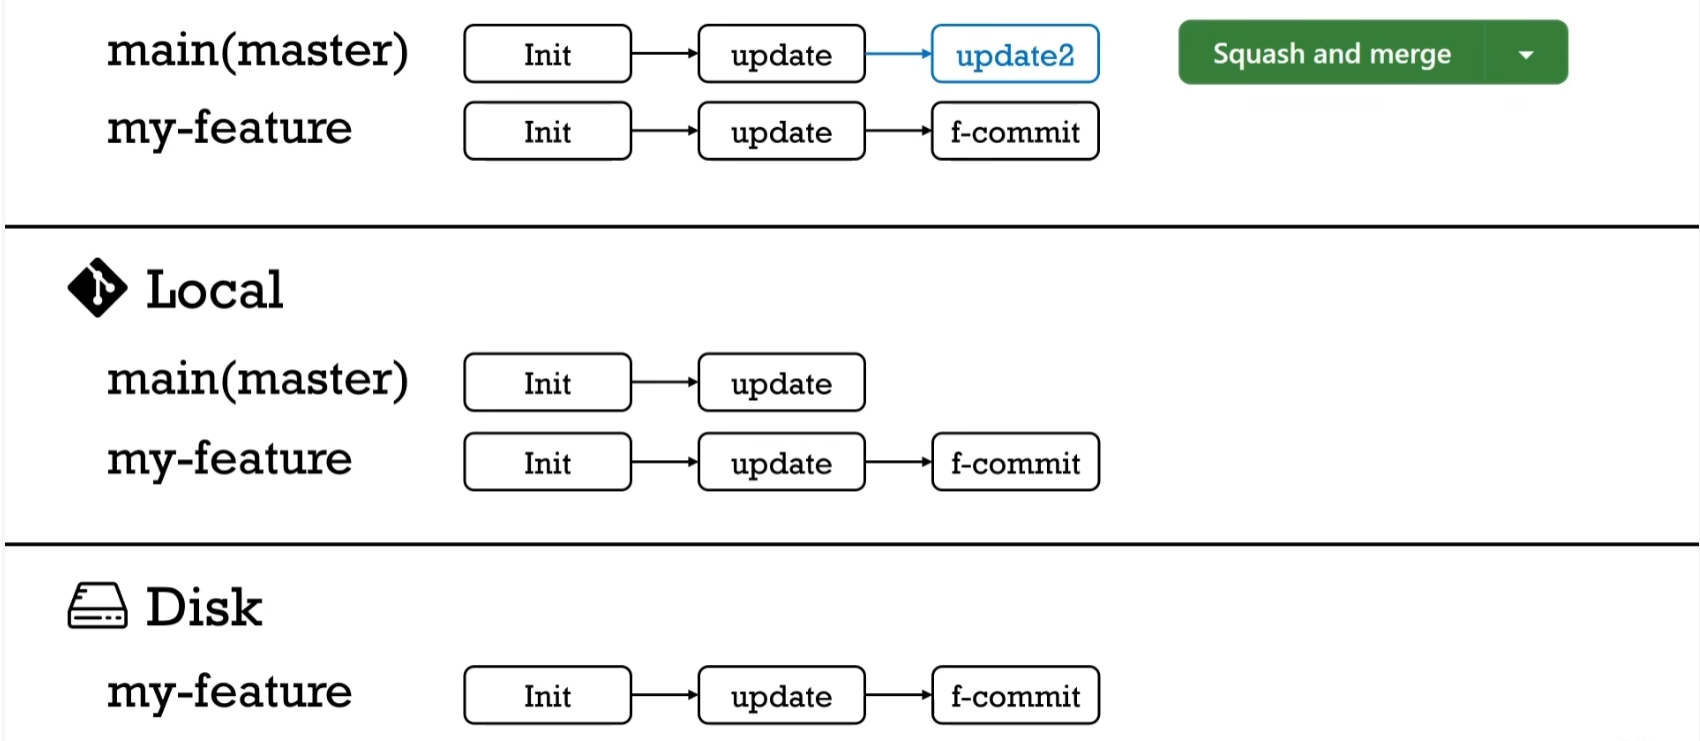 main(master) Init update update2 Squash and merge
my-feature Init update f-commit
Local
main(master) Init update
my-feature Init update f-commit
Disk
my-feature Init update f-commit